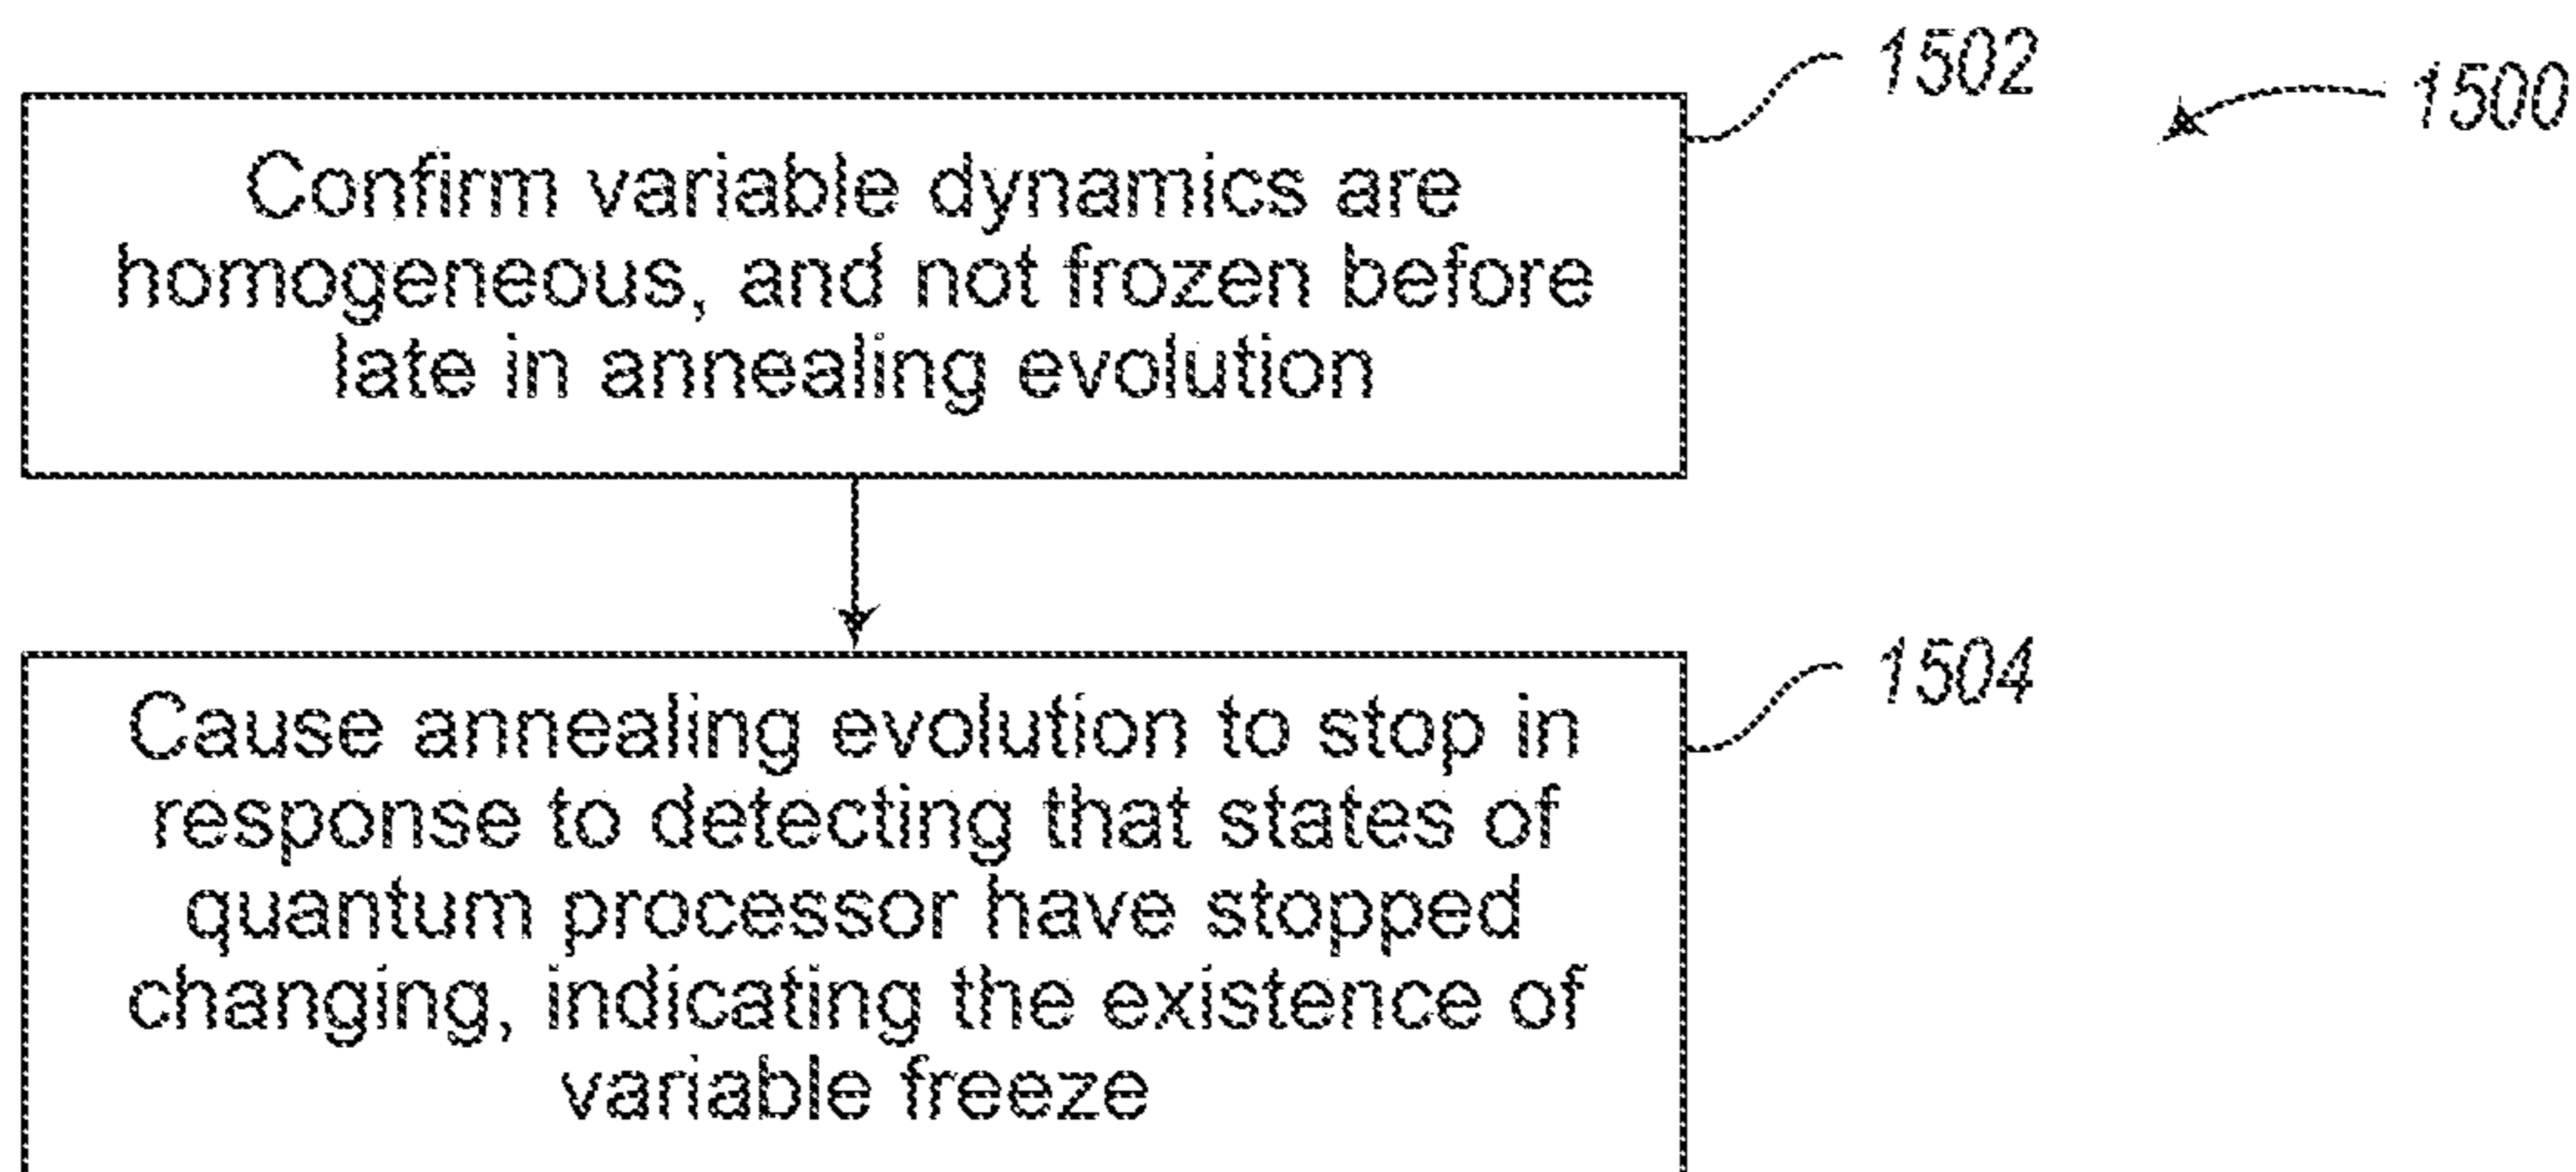 1502
1500
Confirm variable dynamics are
homogeneous, and not frozen before
late in annealing evolution
1504
Cause annealing evolution to stop in
response to detecting that states of
quantum processor have stopped
changing, indicating the existence of
variable freeze